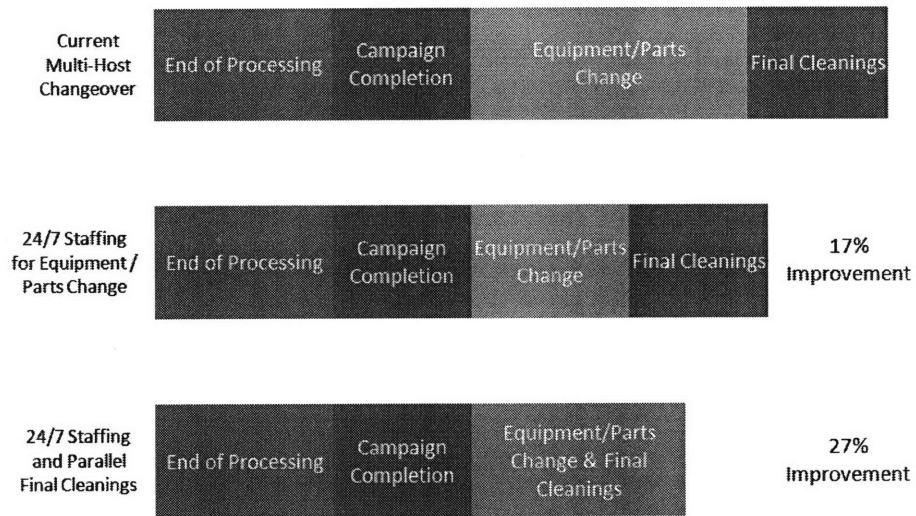 Current
Multi-Host
Changeover
End of Processing
Campaign
Completion
Equipment/Parts
Change
Final Cleanings
24/7 Staffing
for Equipment/
Parts Change
End of Processing
Campaign
Completion
Equipment/Parts
Change
Final Cleanings
17%
Improvement
24/7 Staffing
and Parallel
Final Cleanings
End of Processing
Campaign
Completion
Equipment/Parts
Change & Final
Cleanings
27%
Improvement